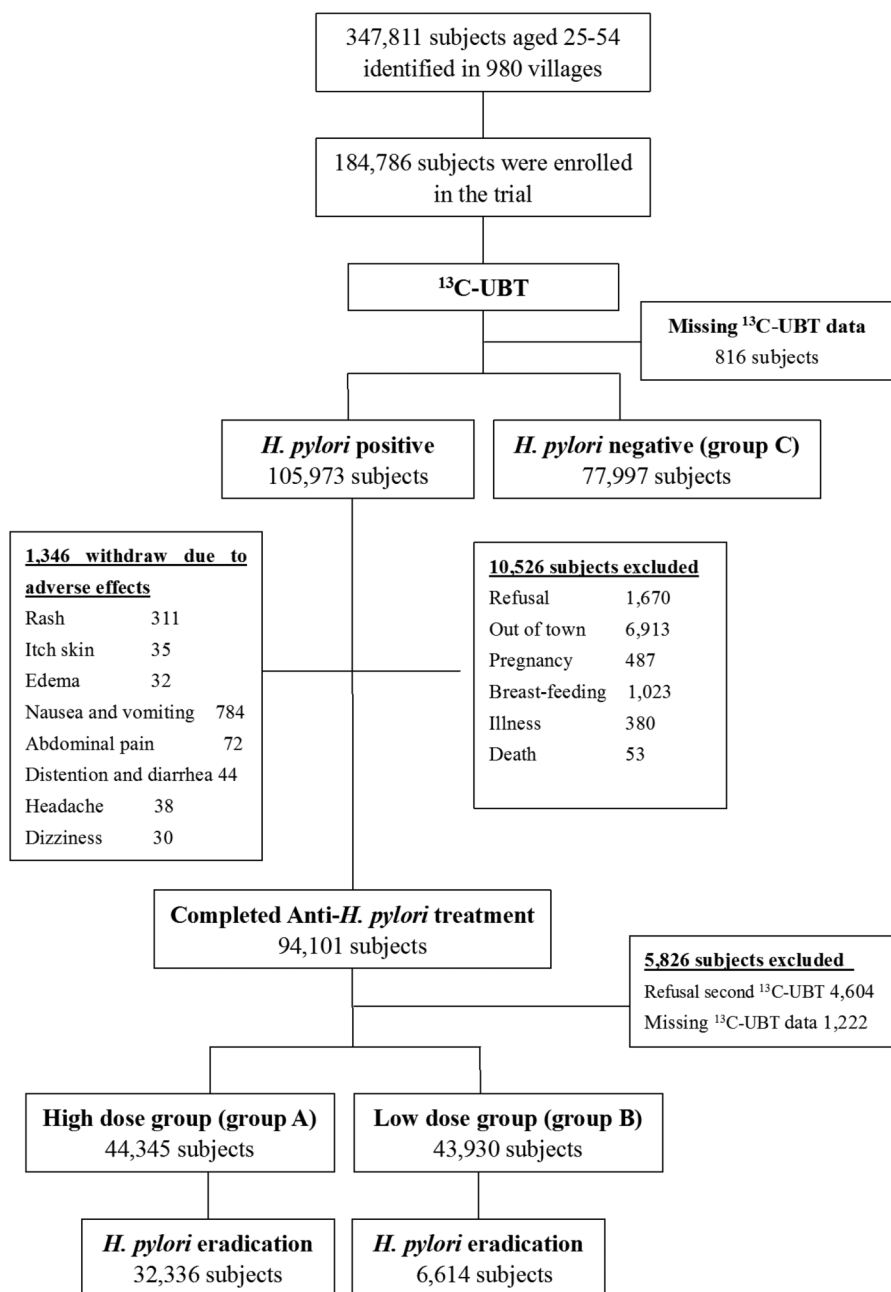 347,811 subjects aged 25-54
identified in 980 villages
184,786 subjects were enrolled
in the trial
¹³C-UBT
Missing ¹³C-UBT data
816 subjects
H. pylori positive
105,973 subjects
H. pylori negative (group C)
77,997 subjects
1,346 withdraw due to
adverse effects
Rash 311
Itch skin 35
Edema 32
Nausea and vomiting 784
Abdominal pain 72
Distention and diarrhea 44
Headache 38
Dizziness 30
10,526 subjects excluded
Refusal 1,670
Out of town 6,913
Pregnancy 487
Breast-feeding 1,023
Illness 380
Death 53
Completed Anti-H. pylori treatment
94,101 subjects
5,826 subjects excluded
Refusal second ¹³C-UBT 4,604
Missing ¹³C-UBT data 1,222
High dose group (group A)
44,345 subjects
Low dose group (group B)
43,930 subjects
H. pylori eradication
32,336 subjects
H. pylori eradication
6,614 subjects